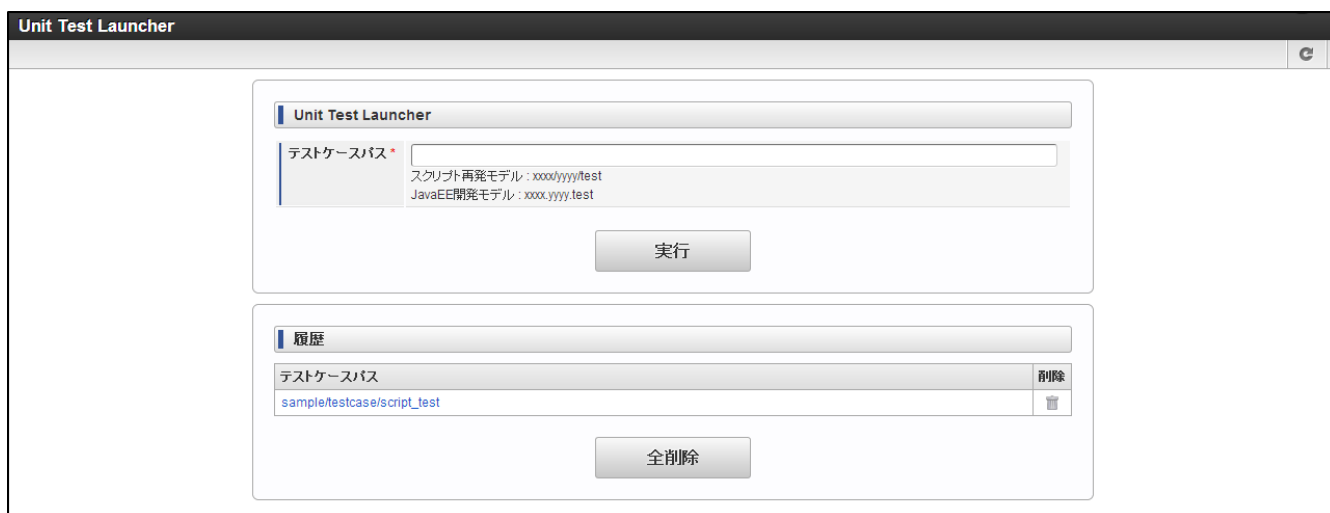 Unit Test Launcher
Unit Test Launcher
テストケースパス *
スクリプト再発モデル : xxxx/yyyy/test
JavaEE開発モデル : xxxx.yyyy.test
実行
履歴
テストケースパス 削除
sample/testcase/script_test
全削除